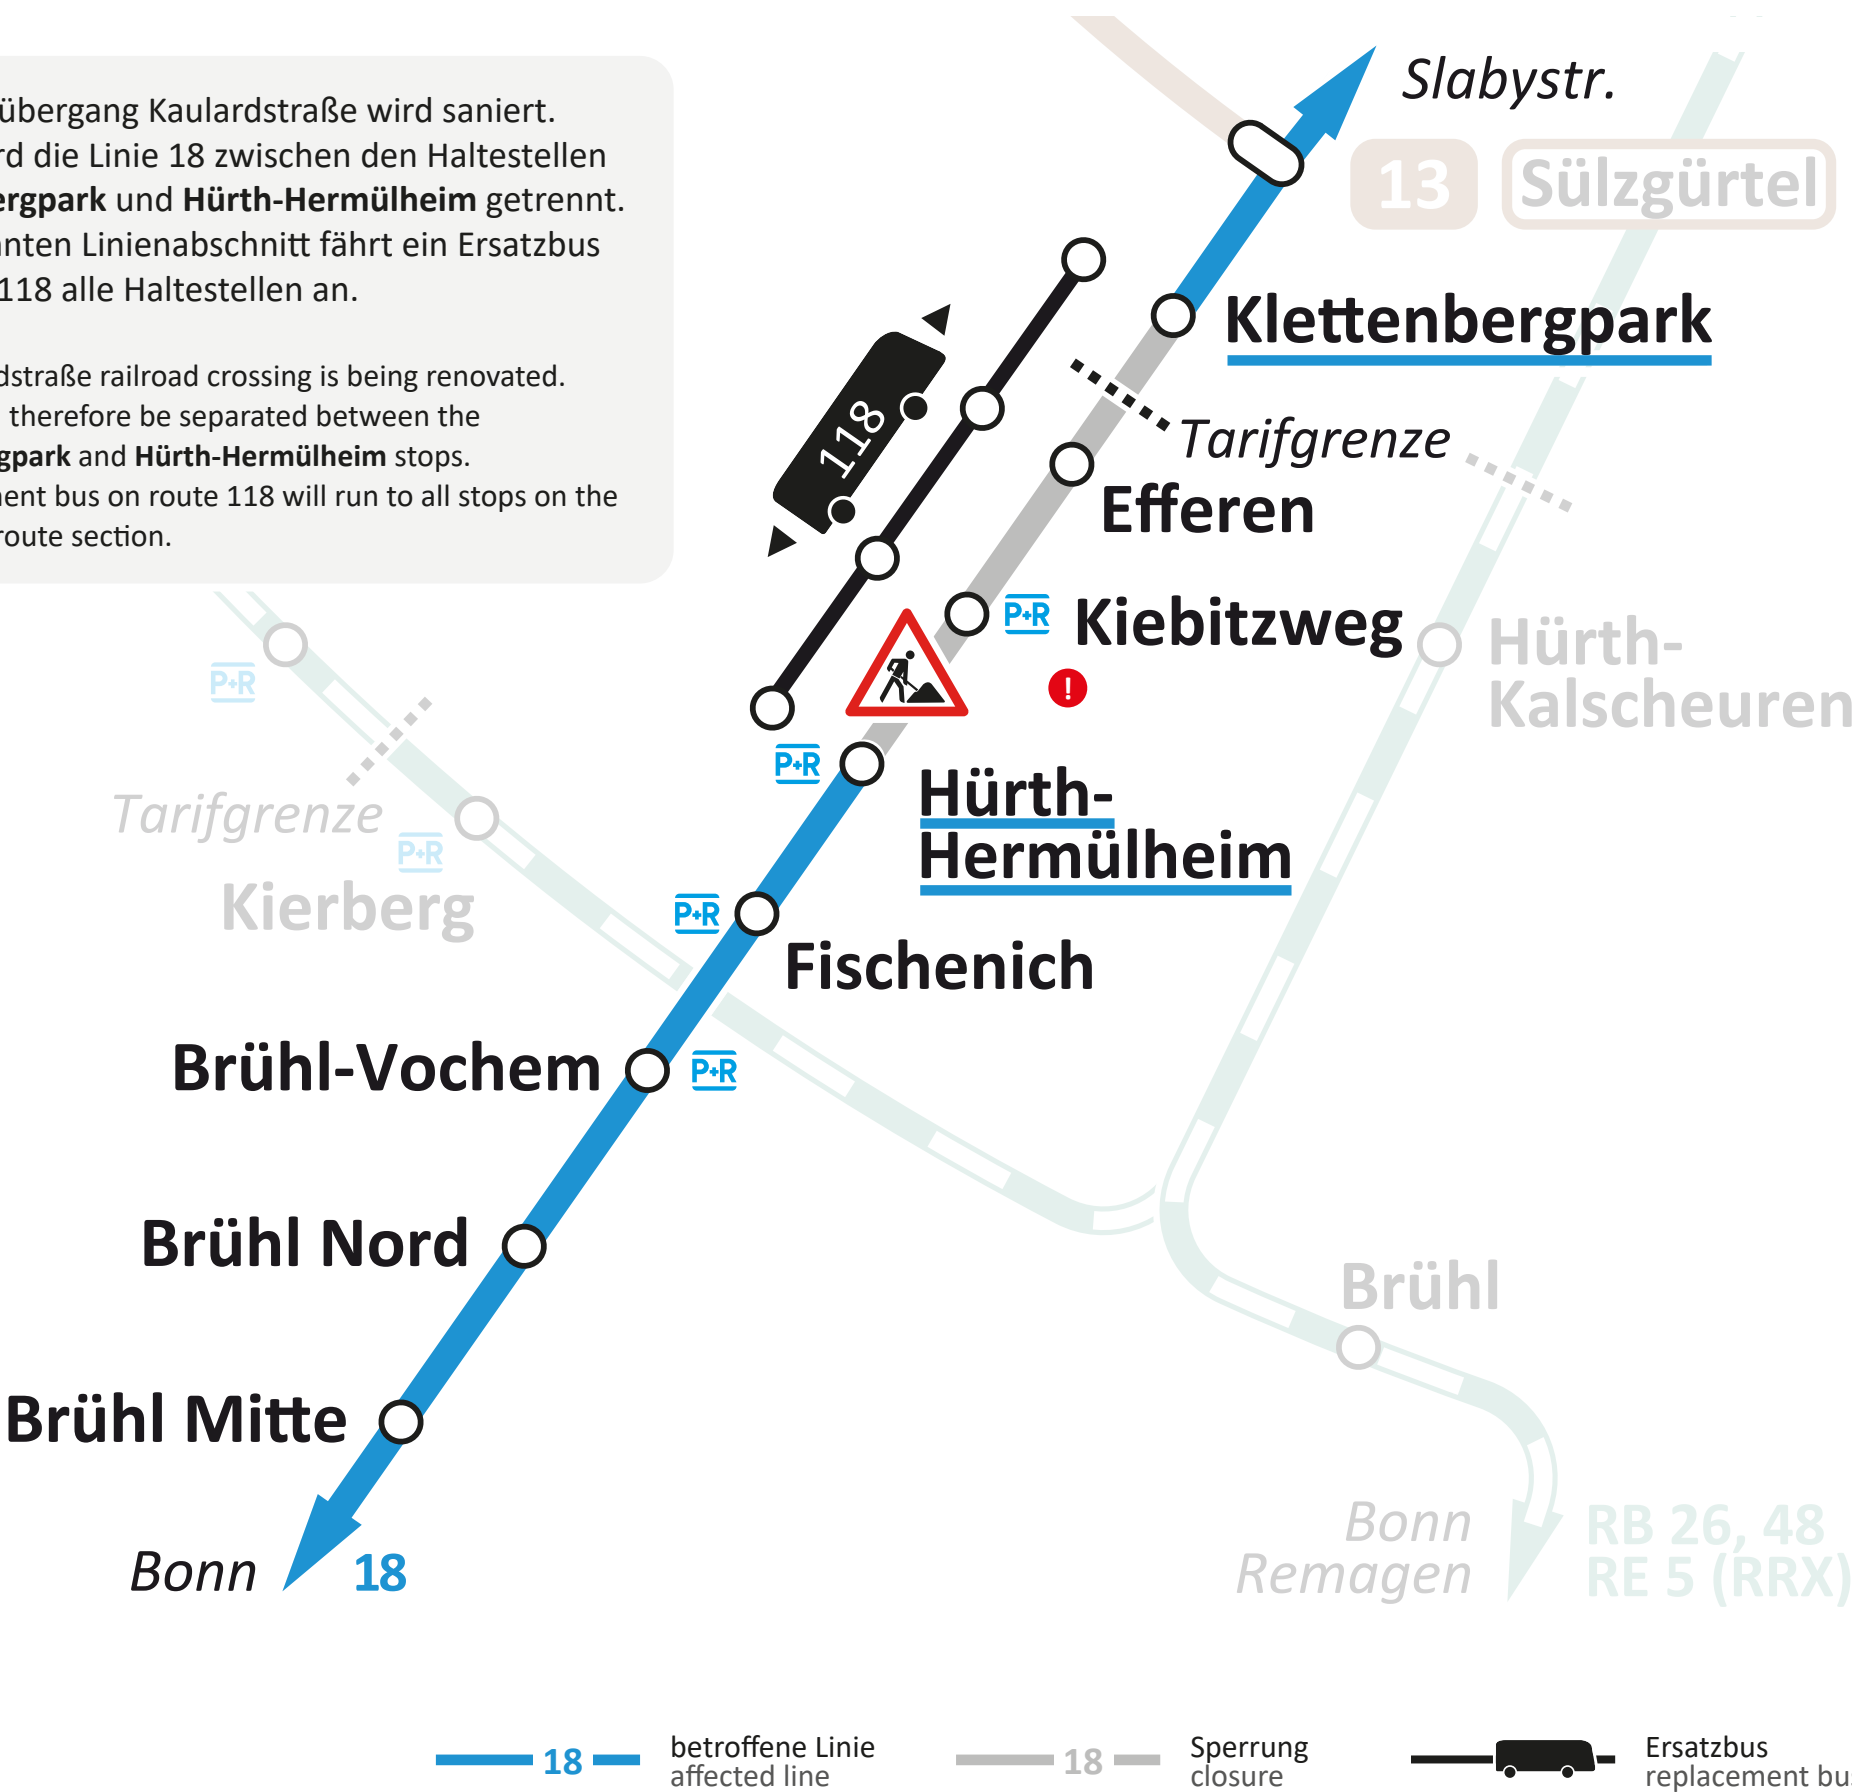 übergang Kaulardstraße wird saniert.
rd die Linie 18 zwischen den Haltestellen
ergpark und Hürth-Hermülheim getrennt.
nten Linienabschnitt fährt ein Ersatzbus
118 alle Haltestellen an.
dstraße railroad crossing is being renovated.
therefore be separated between the
gpark and Hürth-Hermülheim stops.
ent bus on route 118 will run to all stops on the
route section.
Slabystr.
13 Sülzgürtel
Klettenbergpark
118
Tarifgrenze
Efferen
P+R Kiebitzweg
!
Hürth-
Kalscheuren
P+R
Tarifgrenze
P+R
Kierberg
P+R
Hürth-
Hermülheim
P+R
Fischenich
Brühl-Vochem P+R
Brühl Nord
Brühl
Brühl Mitte
Bonn 18
Bonn
Remagen
RB 26, 48
RE 5 (RRX)
18 betroffene Linie
affected line
18 Sperrung
closure
Ersatzbus
replacement bus